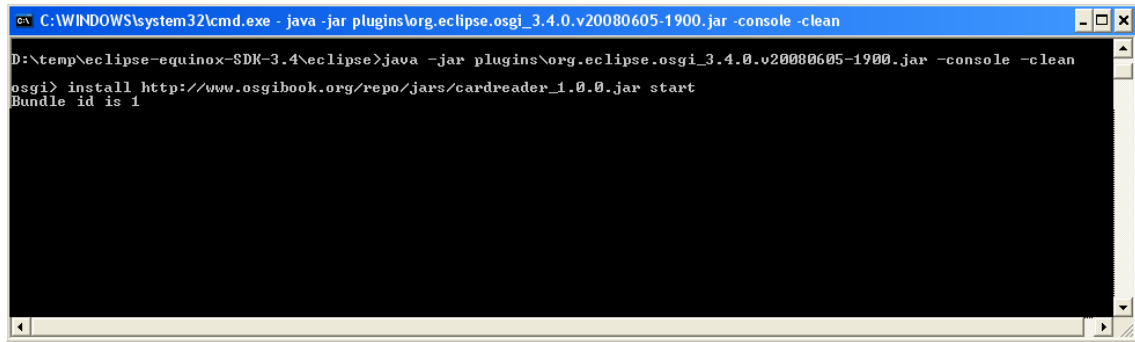 C:\WINDOWS\system32\cmd.exe - java -jar plugins\org.eclipse.osgi_3.4.0.v20080605-1900.jar -console -clean
D:\temp\eclipse-equinox-SDK-3.4\eclipse>java -jar plugins\org.eclipse.osgi_3.4.0.v20080605-1900.jar -console -clean
osgi> install http://www.osgibook.org/repo/jars/cardreader_1.0.0.jar start
Bundle id is 1